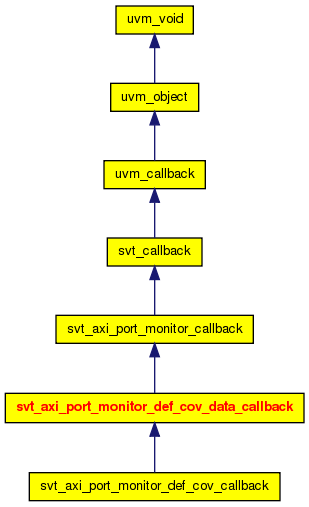 uvm_void
uvm_object
uvm_callback
svt_callback
svt_axi_port_monitor_callback
svt_axi_port_monitor_def_cov_data_callback
svt_axi_port_monitor_def_cov_callback